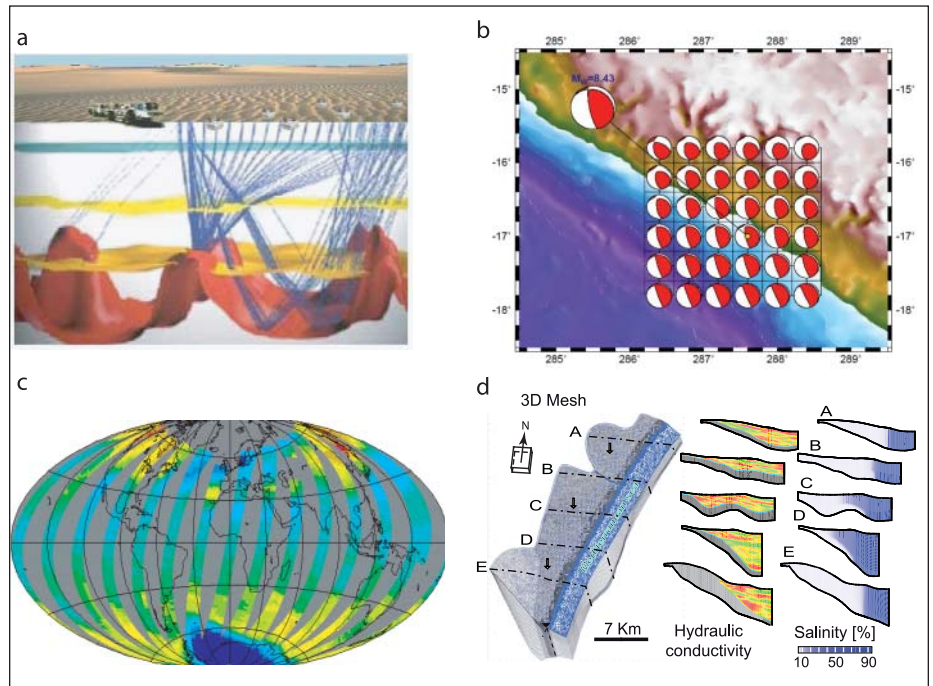 a
b
285˚ 286˚ 287˚ 288˚ 289˚
-15˚
-15˚
-16˚
-16˚
-17˚
-17˚
-18˚
-18˚
285˚ 286˚ 287˚ 288˚ 289˚
Mw=8.43
c
d
3D Mesh
N
A
B
C
D
E
7 Km
Hydraulic
conductivity
A
B
C
D
E
Salinity [%]
10 50 90